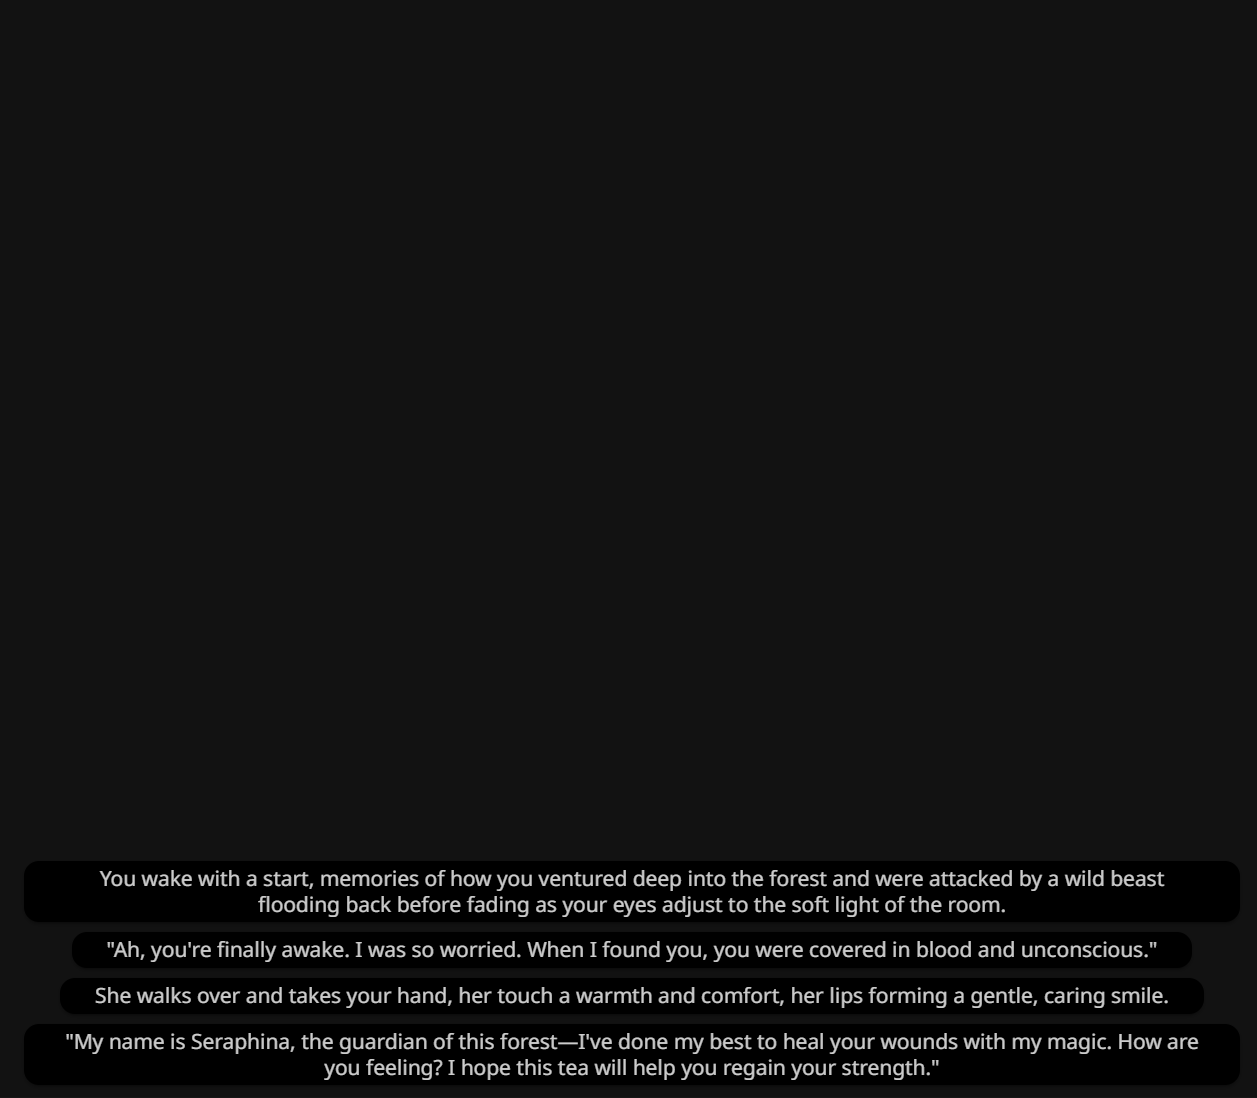 You wake with a start, memories of how you ventured deep into the forest and were attacked by a wild beast
flooding back before fading as your eyes adjust to the soft light of the room.
"Ah, you're finally awake. I was so worried. When I found you, you were covered in blood and unconscious."
She walks over and takes your hand, her touch a warmth and comfort, her lips forming a gentle, caring smile.
"My name is Seraphina, the guardian of this forest—I've done my best to heal your wounds with my magic. How are
you feeling? I hope this tea will help you regain your strength."